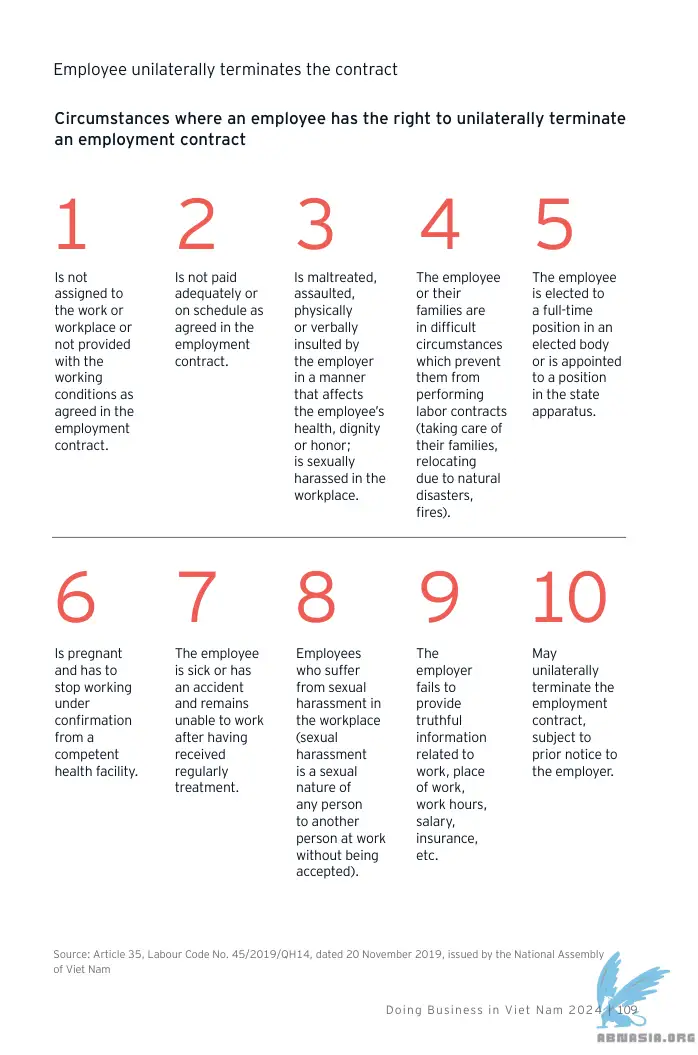 Employee unilaterally terminates the contract
Circumstances where an employee has the right to unilaterally terminate
an employment contract
1
Is not
assigned to
the work or
workplace or
not provided
with the
working
conditions as
agreed in the
employment
contract.
2
Is not paid
adequately or
on schedule as
agreed in the
employment
contract.
3
Is maltreated,
assaulted,
physically
or verbally
insulted by
the employer
in a manner
that affects
the employee’s
health, dignity
or honor;
is sexually
harassed in the
workplace.
4
The employee
or their
families are
in difficult
circumstances
which prevent
them from
performing
labor contracts
(taking care of
their families,
relocating
due to natural
disasters,
fires).
5
The employee
is elected to
a full-time
position in an
elected body
or is appointed
to a position
in the state
apparatus.
6
Is pregnant
and has to
stop working
under
confirmation
from a
competent
health facility.
7
The employee
is sick or has
an accident
and remains
unable to work
after having
received
regularly
treatment.
8
Employees
who suffer
from sexual
harassment in
the workplace
(sexual
harassment
is a sexual
nature of
any person
to another
person at work
without being
accepted).
9
The
employer
fails to
provide
truthful
information
related to
work, place
of work,
work hours,
salary,
insurance,
etc.
10
May
unilaterally
terminate the
employment
contract,
subject to
prior notice to
the employer.
Source: Article 35, Labour Code No. 45/2019/QH14, dated 20 November 2019, issued by the National Assembly
of Viet Nam
Doing Business in Viet Nam 2024 | 109
ABMASIA.ORG